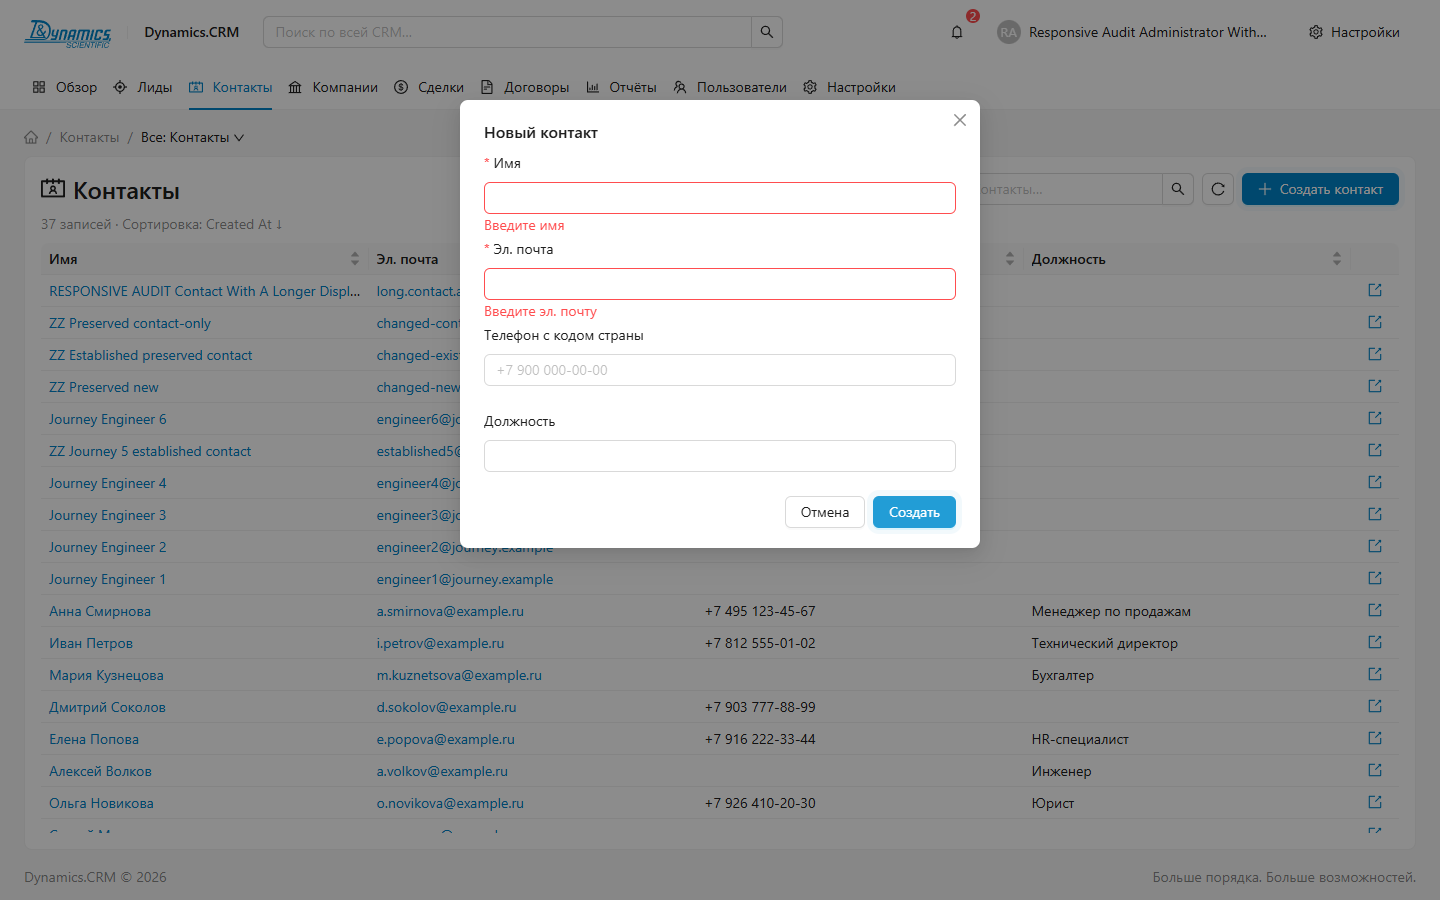 DYNAMICS
SCIENTIFIC
Dynamics.CRM
Поиск по всей CRM...
2
RA
Responsive Audit Administrator With...
Настройки
Обзор
Лиды
Контакты
Компании
Сделки
Договоры
Отчёты
Пользователи
Настройки
/ Контакты / Все: Контакты
Контакты
онтакты...
Создать контакт
37 записей · Сортировка: Created At ↓
Имя
Эл. почта
Должность
RESPONSIVE AUDIT Contact With A Longer Displ...
long.contact.a
ZZ Preserved contact-only
changed-cont
ZZ Established preserved contact
changed-exis
ZZ Preserved new
changed-new
Journey Engineer 6
engineer6@jo
ZZ Journey 5 established contact
established5@
Journey Engineer 4
engineer4@jo
Journey Engineer 3
engineer3@jo
Journey Engineer 2
engineer2@journey.example
Journey Engineer 1
engineer1@journey.example
Анна Смирнова
a.smirnova@example.ru
+7 495 123-45-67
Менеджер по продажам
Иван Петров
i.petrov@example.ru
+7 812 555-01-02
Технический директор
Мария Кузнецова
m.kuznetsova@example.ru
Бухгалтер
Дмитрий Соколов
d.sokolov@example.ru
+7 903 777-88-99
Елена Попова
e.popova@example.ru
+7 916 222-33-44
HR-специалист
Алексей Волков
a.volkov@example.ru
Инженер
Ольга Новикова
o.novikova@example.ru
+7 926 410-20-30
Юрист
Новый контакт
* Имя
Введите имя
* Эл. почта
Введите эл. почту
Телефон с кодом страны
+7 900 000-00-00
Должность
Отмена
Создать
Dynamics.CRM © 2026
Больше порядка. Больше возможностей.